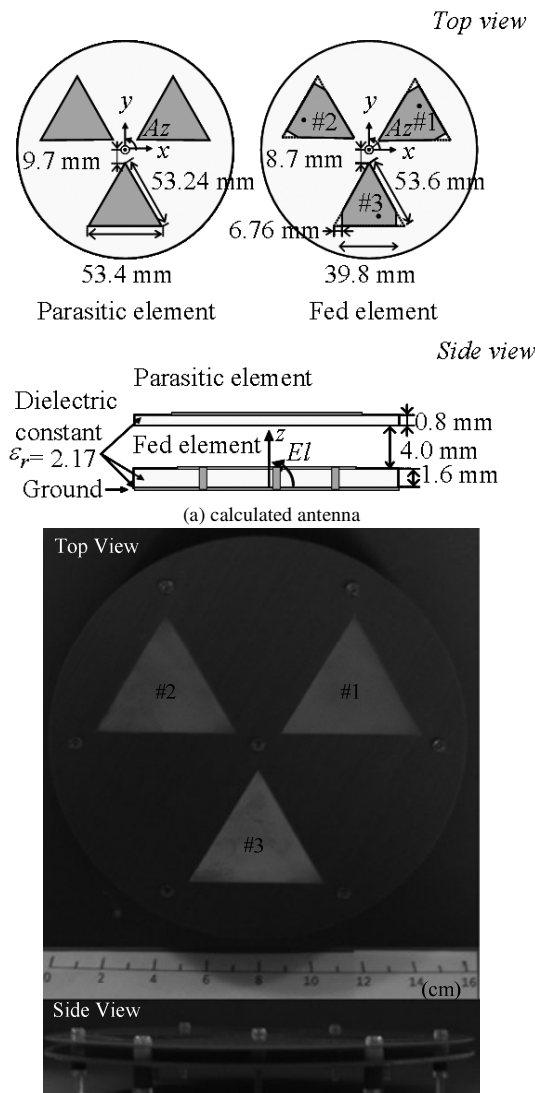 Top view
y
Az
x
9.7 mm
53.24 mm
53.4 mm
Parasitic element
#2
#1
y
Az
x
8.7 mm
53.6 mm
#3
6.76 mm
39.8 mm
Fed element
Side view
Parasitic element
Dielectric
constant
εr= 2.17
Fed element
z
El
0.8 mm
4.0 mm
1.6 mm
Ground
(a) calculated antenna
Top View
#2
#1
#3
0 2 4 6 8 10 12 14 16
(cm)
Side View